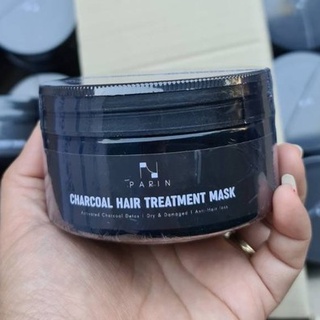 PARIN
CHARCOAL HAIR TREATMENT MASK
Activated Charcoal Detox | Dry & Damaged | Anti Hair loss